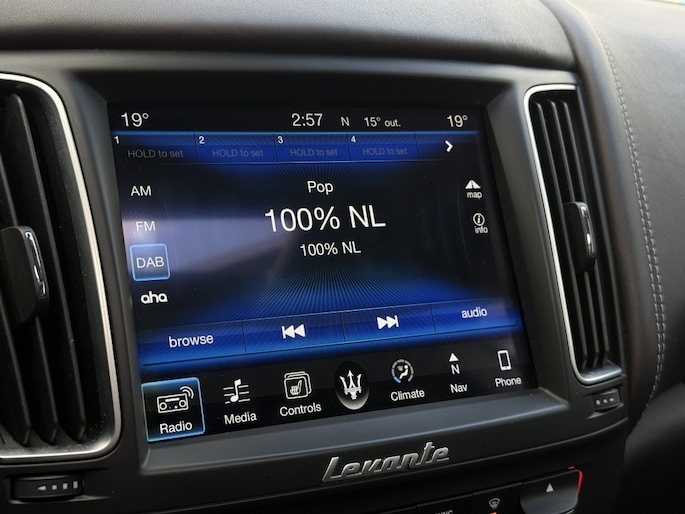 19° 2:57 N 15° out. 19°
1 2 3 4
HOLD to set HOLD to set HOLD to set HOLD to set
AM
Pop
map
FM
100% NL
info
DAB
100% NL
aha
browse audio
Radio Media Controls Climate N Nav Phone
Levante